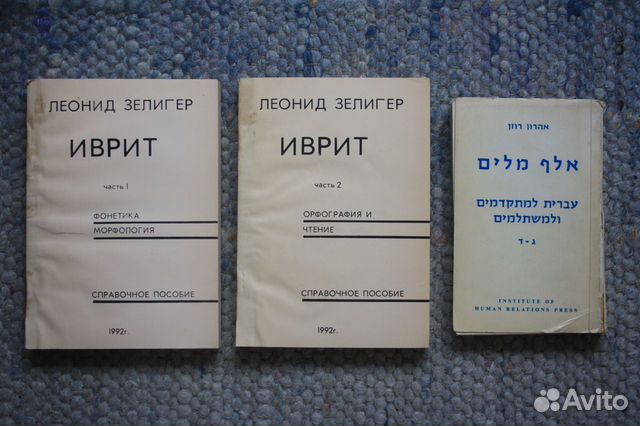 ЛЕОНИД ЗЕЛИГЕР
ИВРИТ
часть 1
ФОНЕТИКА
МОРФОЛОГИЯ
СПРАВОЧНОЕ ПОСОБИЕ
1992г.
ЛЕОНИД ЗЕЛИГЕР
ИВРИТ
часть 2
ОРФОГРАФИЯ И
ЧТЕНИЕ
СПРАВОЧНОЕ ПОСОБИЕ
1992г.
אהרון רוזן
אלף מלים
עברית למתקדמים
ולמשתלמים
ג-ד
INSTITUTE OF
HUMAN RELATIONS PRESS
Avito